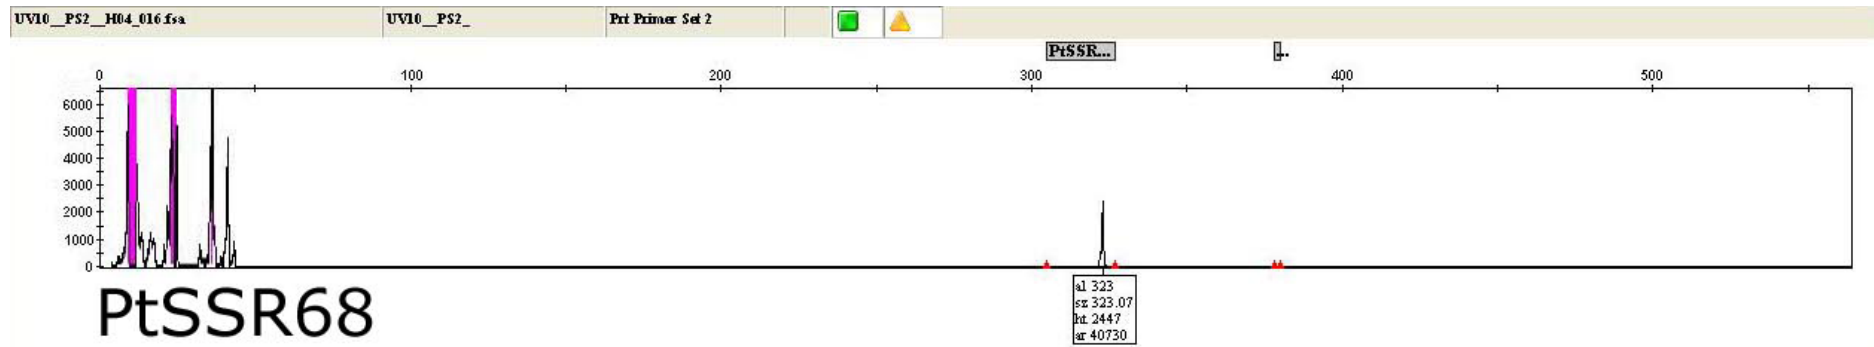 UV10__PS2__H04_016.fsa UV10__PS2_ Prt Primer Set 2
PtSSR... ...
0 100 200 300 400 500
6000
5000
4000
3000
2000
1000
0
al 323
sz 323.07
ht 2447
ar 40730
PtSSR68